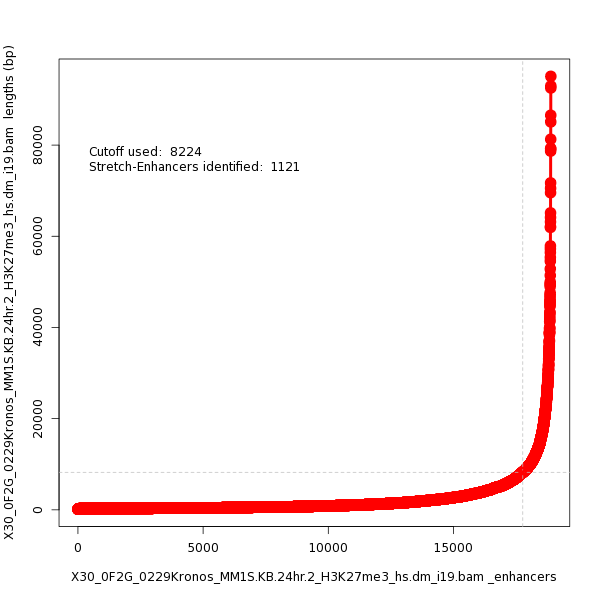 X30_0F2G_0229Kronos_MM1S.KB.24hr.2_H3K27me3_hs.dm_i19.bam lengths (bp)
80000
60000
40000
20000
0
Cutoff used: 8224
Stretch-Enhancers identified: 1121
0 5000 10000 15000
X30_0F2G_0229Kronos_MM1S.KB.24hr.2_H3K27me3_hs.dm_i19.bam _enhancers